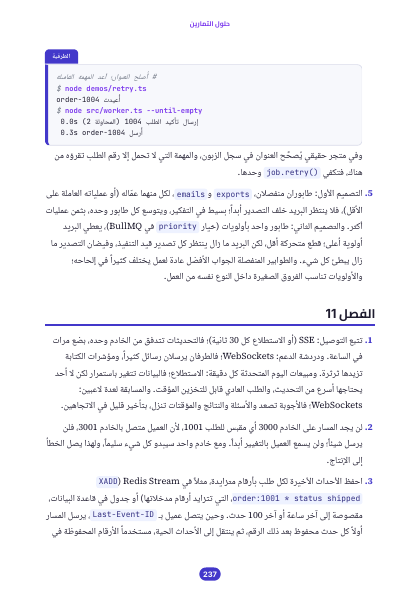 حلول التمارين
الطرفية
# أصلح العنوان، أعد المهمة الفاشلة
$ node demos/retry.ts
أعيدت order-1004
$ node src/worker.ts --until-empty
0.0s إرسال تأكيد الطلب 1004 (المحاولة 2)
0.3s order-1004 أُرسل
وفي متجر حقيقي يُصحَّح العنوان في سجل الزبون، والمهمة التي لا تحمل إلا رقم الطلب تقرؤه من
هناك، فتكفي job.retry() وحدها.
5. التصميم الأول: طابوران منفصلان، exports و emails، لكل منهما عمّاله (أو عملياته العاملة على
الأقل)، فلا ينتظر البريد خلف التصدير أبداً؛ بسيط في التفكير، ويتوسع كل طابور وحده، بثمن عمليات
أكثر. والتصميم الثاني: طابور واحد بأولويات (خيار priority في BullMQ)، يعطي البريد
أولوية أعلى؛ قطع متحركة أقل، لكن البريد ما زال ينتظر كل تصدير قيد التنفيذ، وفيضان التصدير ما
زال يبطئ كل شيء. والطوابير المنفصلة الجواب الأفضل عادة لعمل يختلف كثيراً في إلحاحه؛
والأولويات تناسب الفروق الصغيرة داخل النوع نفسه من العمل.
الفصل 11
1. تتبع التوصيل: SSE (أو الاستطلاع كل 30 ثانية)؛ فالتحديثات تتدفق من الخادم وحده، بضع مرات
في الساعة. ودردشة الدعم: WebSockets؛ فالطرفان يرسلان رسائل كثيراً، ومؤشرات الكتابة
تزيدها ثرثرة. ومبيعات اليوم المتحدثة كل دقيقة: الاستطلاع؛ فالبيانات تتغير باستمرار لكن لا أحد
يحتاجها أسرع من التحديث، والطلب العادي قابل للتخزين المؤقت. والمسابقة لعدة لاعبين:
WebSockets؛ فالأجوبة تصعد والأسئلة والنتائج والمؤقتات تنزل، بتأخير قليل في الاتجاهين.
2. لن يجد المسار على الخادم 3000 أي مقبس للطلب 1001، لأن العميل متصل بالخادم 3001، فلن
يرسل شيئاً؛ ولن يسمع العميل بالتغيير أبداً. ومع خادم واحد سيبدو كل شيء سليماً، ولهذا يصل الخطأ
إلى الإنتاج.
3. احفظ الأحداث الأخيرة لكل طلب بأرقام متزايدة، مثلاً في Redis Stream (XADD
order:1001 * status shipped، التي تتزايد أرقام مدخلاتها) أو جدول في قاعدة البيانات،
مقصوصة إلى آخر ساعة أو آخر 100 حدث. وحين يتصل عميل بـ Last-Event-ID، يرسل المسار
أولاً كل حدث محفوظ بعد ذلك الرقم، ثم ينتقل إلى الأحداث الحية، مستخدماً الأرقام المحفوظة في
237